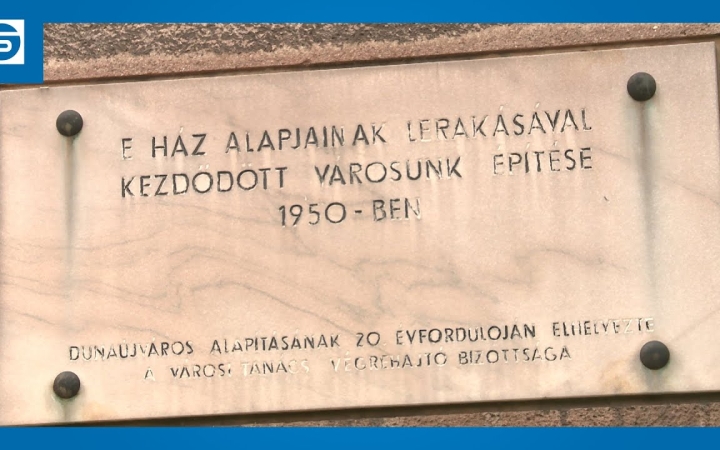 E HÁZ ALAPJAINAK LERAKÁSÁVAL
KEZDŐDÖTT VÁROSUNK ÉPÍTÉSE
1950-BEN
DUNAÚJVÁROS ALAPÍTÁSÁNAK 20 ÉVFORDULÓJÁN ELHELYEZTE
A VÁROSI TANÁCS VÉGREHAJTÓ BIZOTTSÁGA